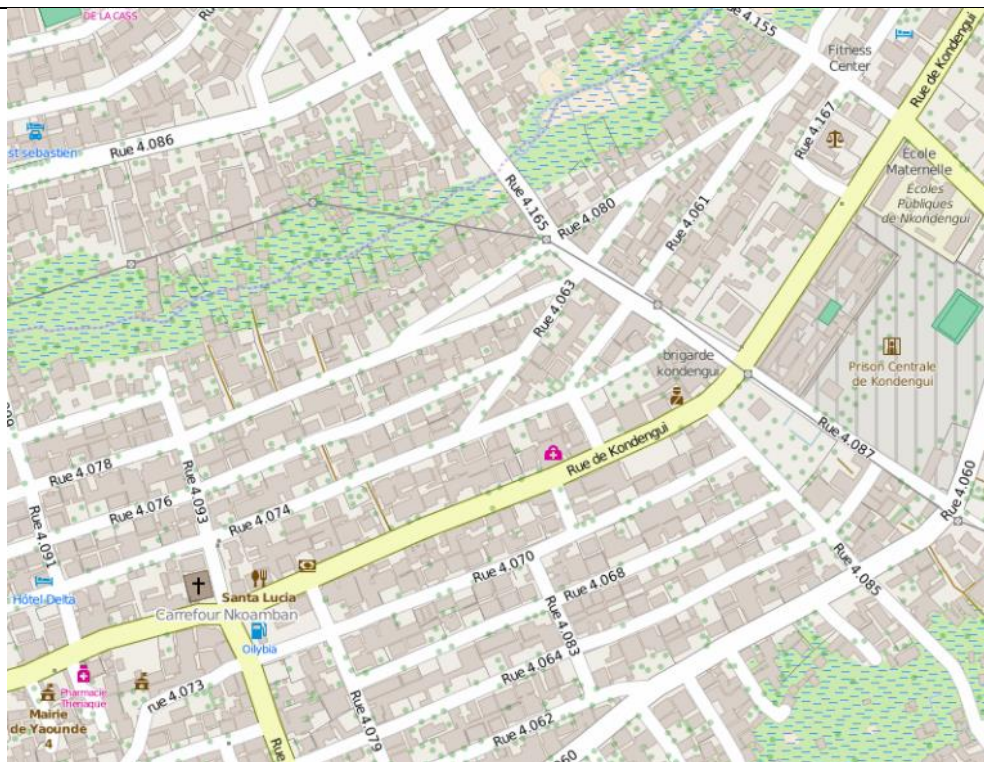 DE LA CASS
Ru
de 4.155
Fitness
Center
Rue de Kondengui
Rue 4.086
st sebastien
Rue 4.167
École
Maternelle
Écoles
Publiques
de Nkondengui
Rue 4.165
Rue 4.080
Rue 4.061
Rue 4.063
brigarde
kondengui
Prison Centrale
de Kondengui
Rue de Kondengui
Rue 4.087
Rue 4.060
Rue 4.078
Rue 4.093
Rue 4.076
Rue 4.074
Rue 4.091
Rue 4.070
Rue 4.068
Rue 4.085
Hôtel Delta
Santa Lucia
Carrefour Nkoamban
Oilybia
Rue 4.083
Rue 4.064
Pharmacie
Mairie
de Yaounde
4
rue 4.073
Rue
Rue 4.079
Rue 4.062